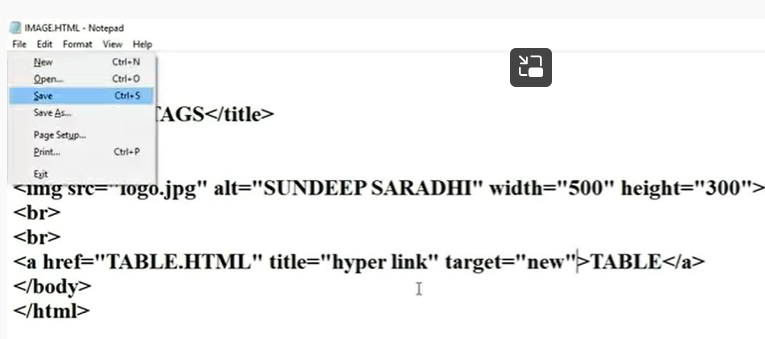 IMAGE.HTML - Notepad
File Edit Format View Help
New Ctrl+N
Open... Ctrl+O
Save Ctrl+S
Save As...
Page Setup...
Print... Ctrl+P
Exit
TAGS</title>
<img src="logo.jpg" alt="SUNDEEP SARADHI" width="500" height="300">
<br>
<br>
<a href="TABLE.HTML" title="hyper link" target="new">TABLE</a>
</body>
</html>